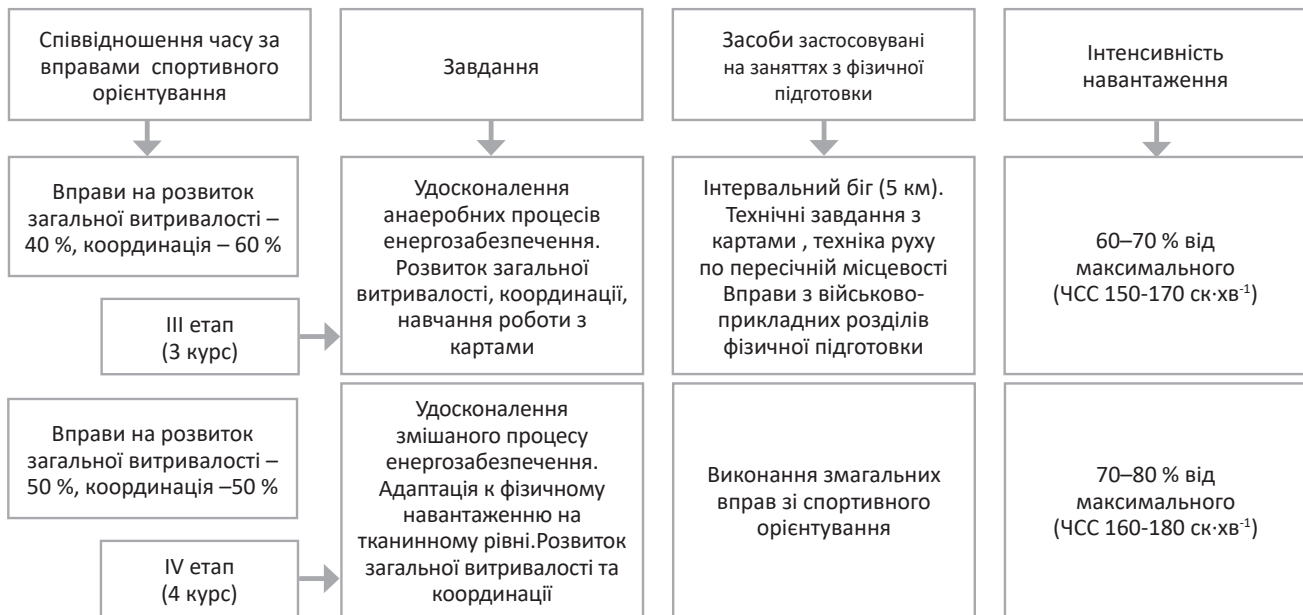 Співвідношення часу за
вправами спортивного
орієнтування
Завдання
Засоби застосовувані
на заняттях з фізичної
підготовки
Інтенсивність
навантаження
Вправи на розвиток
загальної витривалості –
40 %, координація – 60 %
III етап
(3 курс)
Удосконалення
анаеробних процесів
енергозабезпечення.
Розвиток загальної
витривалості, координації,
навчання роботи з
картами
Інтервальний біг (5 км).
Технічні завдання з
картами , техніка руху
по пересічній місцевості
Вправи з військово-
прикладних розділів
фізичної підготовки
60–70 % від
максимального
(ЧСС 150-170 ск·хв⁻¹)
Вправи на розвиток
загальної витривалості –
50 %, координація –50 %
IV етап
(4 курс)
Удосконалення
змішаного процесу
енергозабезпечення.
Адаптація к фізичному
навантаженню на
тканинному рівні.Розвиток
загальної витривалості та
координації
Виконання змагальних
вправ зі спортивного
орієнтування
70–80 % від
максимального
(ЧСС 160-180 ск·хв⁻¹)